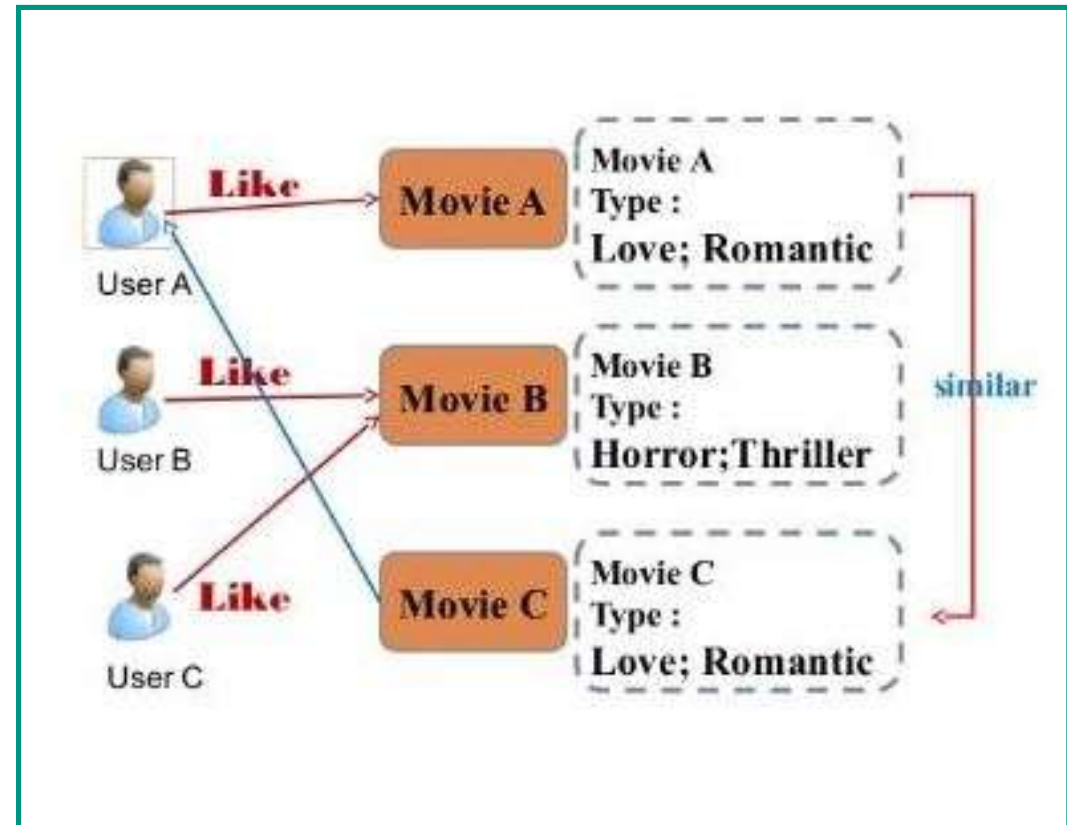 Like
User A
Movie A
Movie A
Type :
Love; Romantic
Like
User B
Movie B
Movie B
Type :
Horror;Thriller
similar
Like
User C
Movie C
Movie C
Type :
Love; Romantic